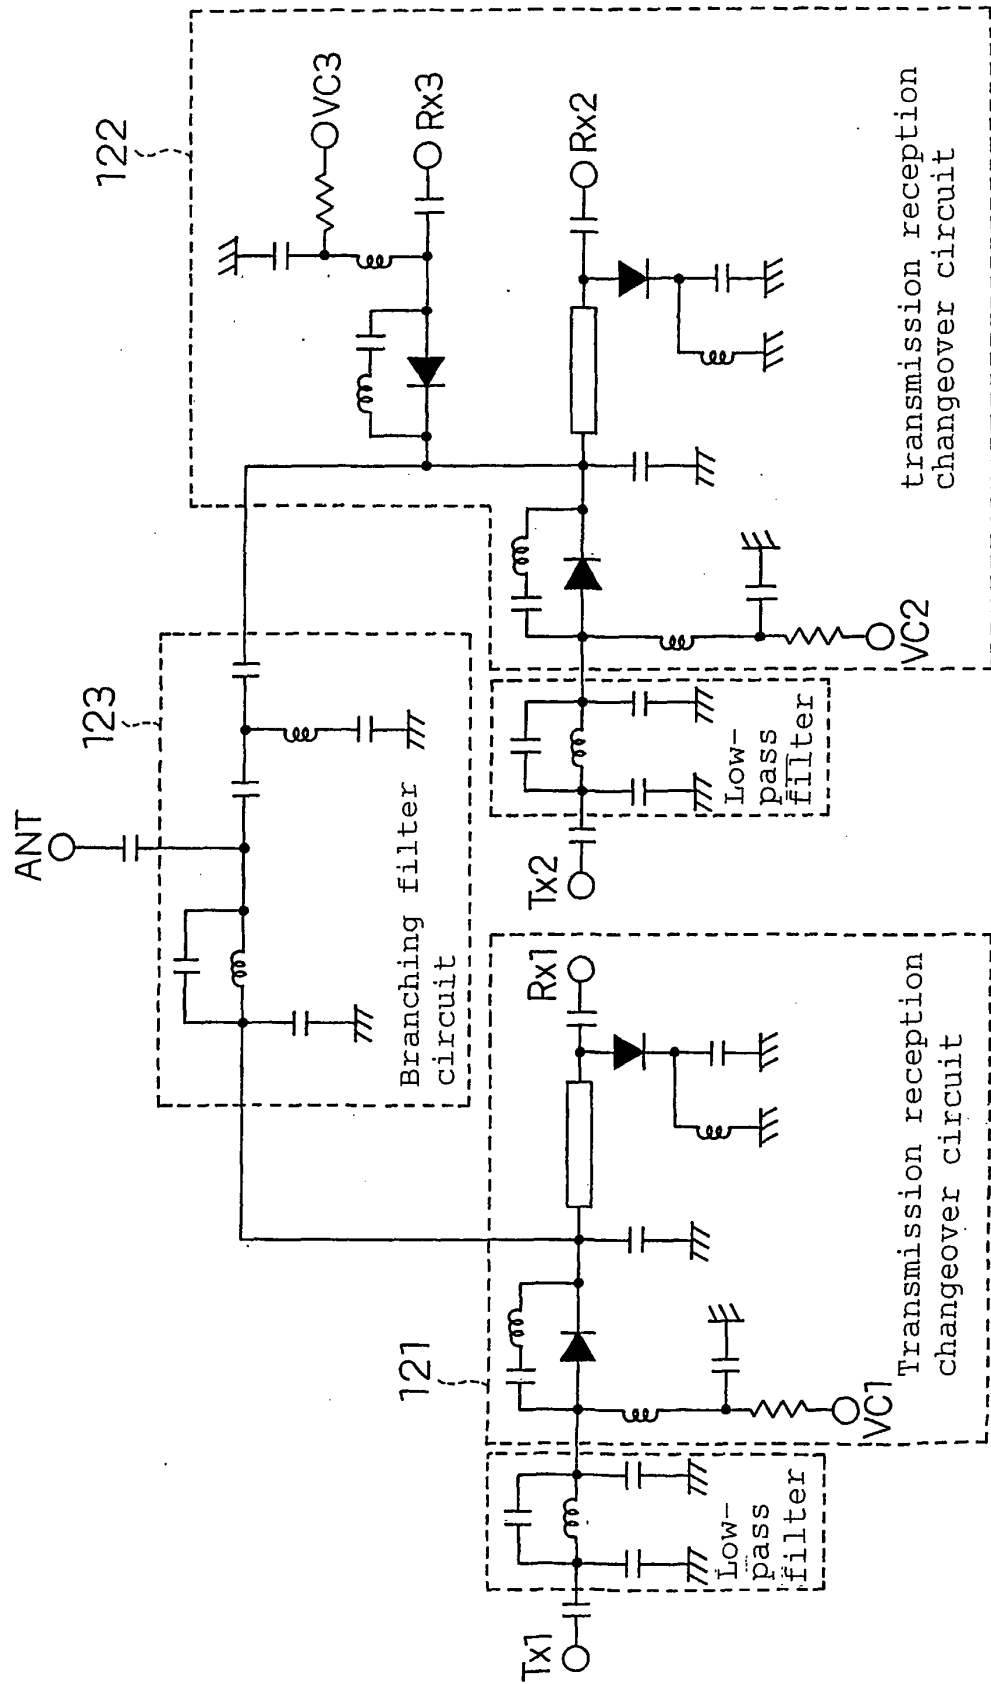 122
VC3
Rx3
Rx2
transmission reception
changeover circuit
VC2
123
ANT
Branching filter
circuit
Low-
pass
filter
Tx2
Rx1
Transmission reception
changeover circuit
121
VC1
Low-
pass
filter
Tx1